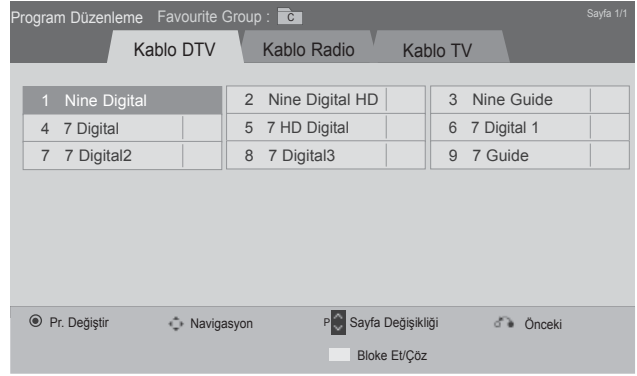 Program Düzenleme Favourite Group : C Sayfa 1/1
Kablo DTV Kablo Radio Kablo TV
1 Nine Digital 2 Nine Digital HD 3 Nine Guide
4 7 Digital 5 7 HD Digital 6 7 Digital 1
7 7 Digital2 8 7 Digital3 9 7 Guide
Pr. Değiştir Navigasyon P Sayfa Değişikliği Önceki
Bloke Et/Çöz